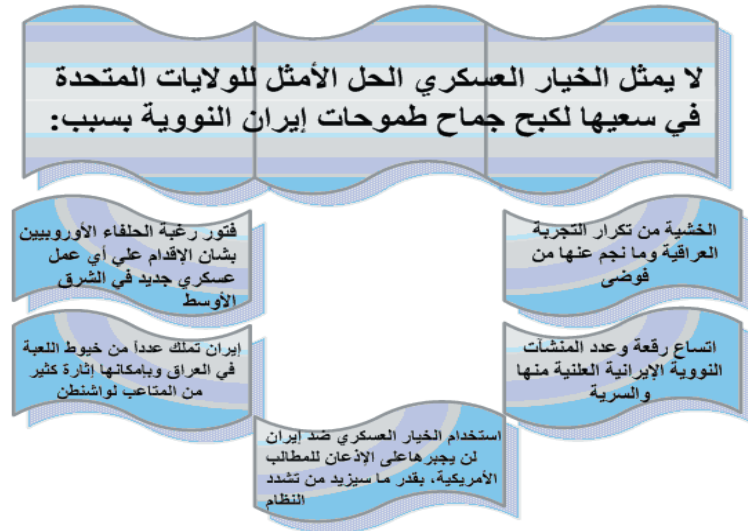 لا يمثل الخيار العسكري الحل الأمثل للولايات المتحدة
في سعيها لكبح جماح طموحات إيران النووية بسبب:
الخشية من تكرار التجربة
العراقية وما نجم عنها من
فوضى
فتور رغبة الحلفاء الأوروبيين
بشان الإقدام على أي عمل
عسكري جديد في الشرق
الأوسط
اتساع رقعة وعدد المنشآت
النووية الإيرانية العلنية منها
والسرية
إيران تملك عدداً من خيوط اللعبة
في العراق وبإمكانها إثارة كثير
من المتاعب لواشنطن
استخدام الخيار العسكري ضد إيران
لن يجبرهاعلى الإذعان للمطالب
الأمريكية، بقدر ما سيزيد من تشدد
النظام